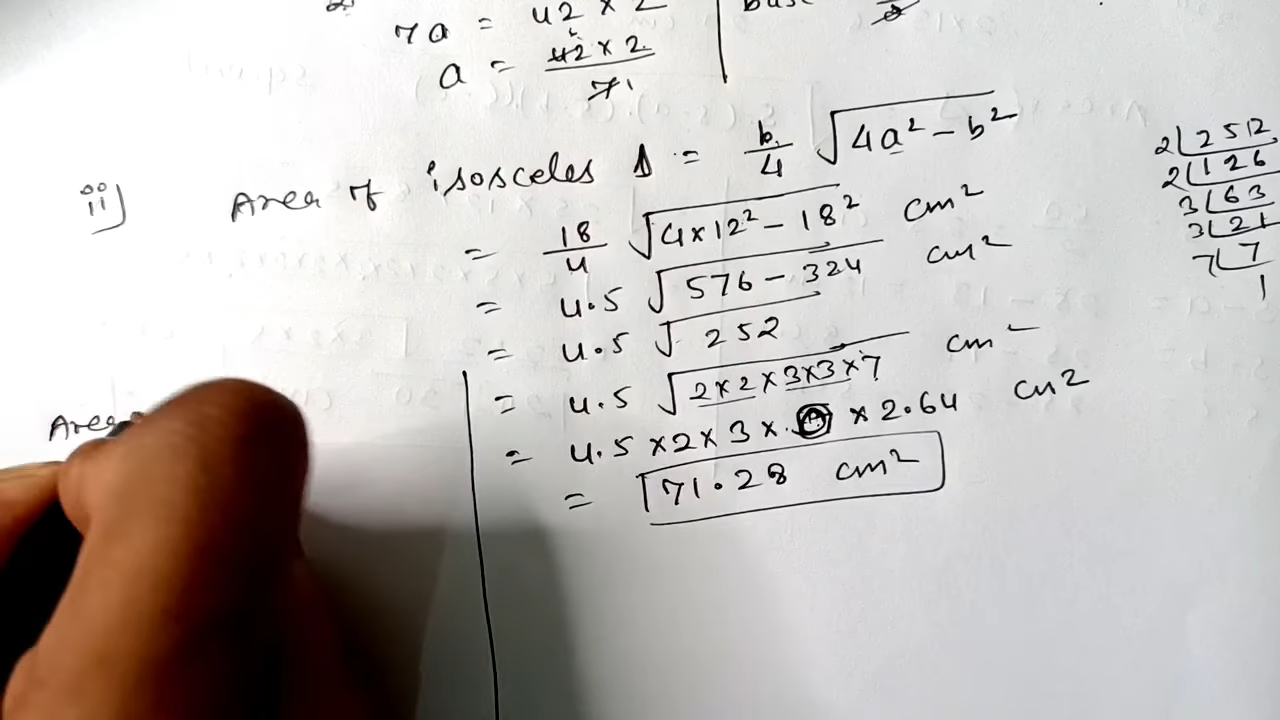 7a = 42 × 2
a = 42 × 2 / 7 1
ii) Area of isosceles Δ = b/4 √4a² − b²
= 18/4 √4×12² − 18² cm²
= 4.5 √576 − 324 cm²
= 4.5 √252
= 4.5 √2×2×3×3×7 cm²
= 4.5 × 2 × 3 × × 2.64 cm²
= 71.28 cm²
2 252
2 126
3 63
3 21
7 7
1
Area